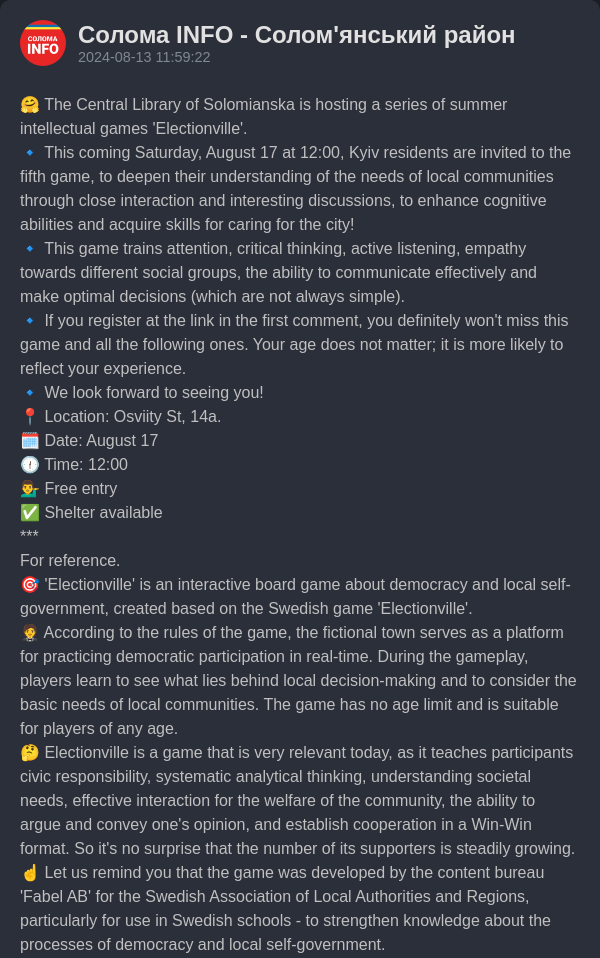 СОЛОМА
INFO
Солома INFO - Солом'янський район
2024-08-13 11:59:22
🤗 The Central Library of Solomianska is hosting a series of summer
intellectual games 'Electionville'.
🔹 This coming Saturday, August 17 at 12:00, Kyiv residents are invited to the
fifth game, to deepen their understanding of the needs of local communities
through close interaction and interesting discussions, to enhance cognitive
abilities and acquire skills for caring for the city!
🔹 This game trains attention, critical thinking, active listening, empathy
towards different social groups, the ability to communicate effectively and
make optimal decisions (which are not always simple).
🔹 If you register at the link in the first comment, you definitely won't miss this
game and all the following ones. Your age does not matter; it is more likely to
reflect your experience.
🔹 We look forward to seeing you!
📍 Location: Osviity St, 14a.
🗓️ Date: August 17
🕐 Time: 12:00
💁‍♂️ Free entry
✅ Shelter available
***
For reference.
🎯 'Electionville' is an interactive board game about democracy and local self-
government, created based on the Swedish game 'Electionville'.
🧑‍⚖️ According to the rules of the game, the fictional town serves as a platform
for practicing democratic participation in real-time. During the gameplay,
players learn to see what lies behind local decision-making and to consider the
basic needs of local communities. The game has no age limit and is suitable
for players of any age.
🤔 Electionville is a game that is very relevant today, as it teaches participants
civic responsibility, systematic analytical thinking, understanding societal
needs, effective interaction for the welfare of the community, the ability to
argue and convey one's opinion, and establish cooperation in a Win-Win
format. So it's no surprise that the number of its supporters is steadily growing.
☝️ Let us remind you that the game was developed by the content bureau
'Fabel AB' for the Swedish Association of Local Authorities and Regions,
particularly for use in Swedish schools - to strengthen knowledge about the
processes of democracy and local self-government.